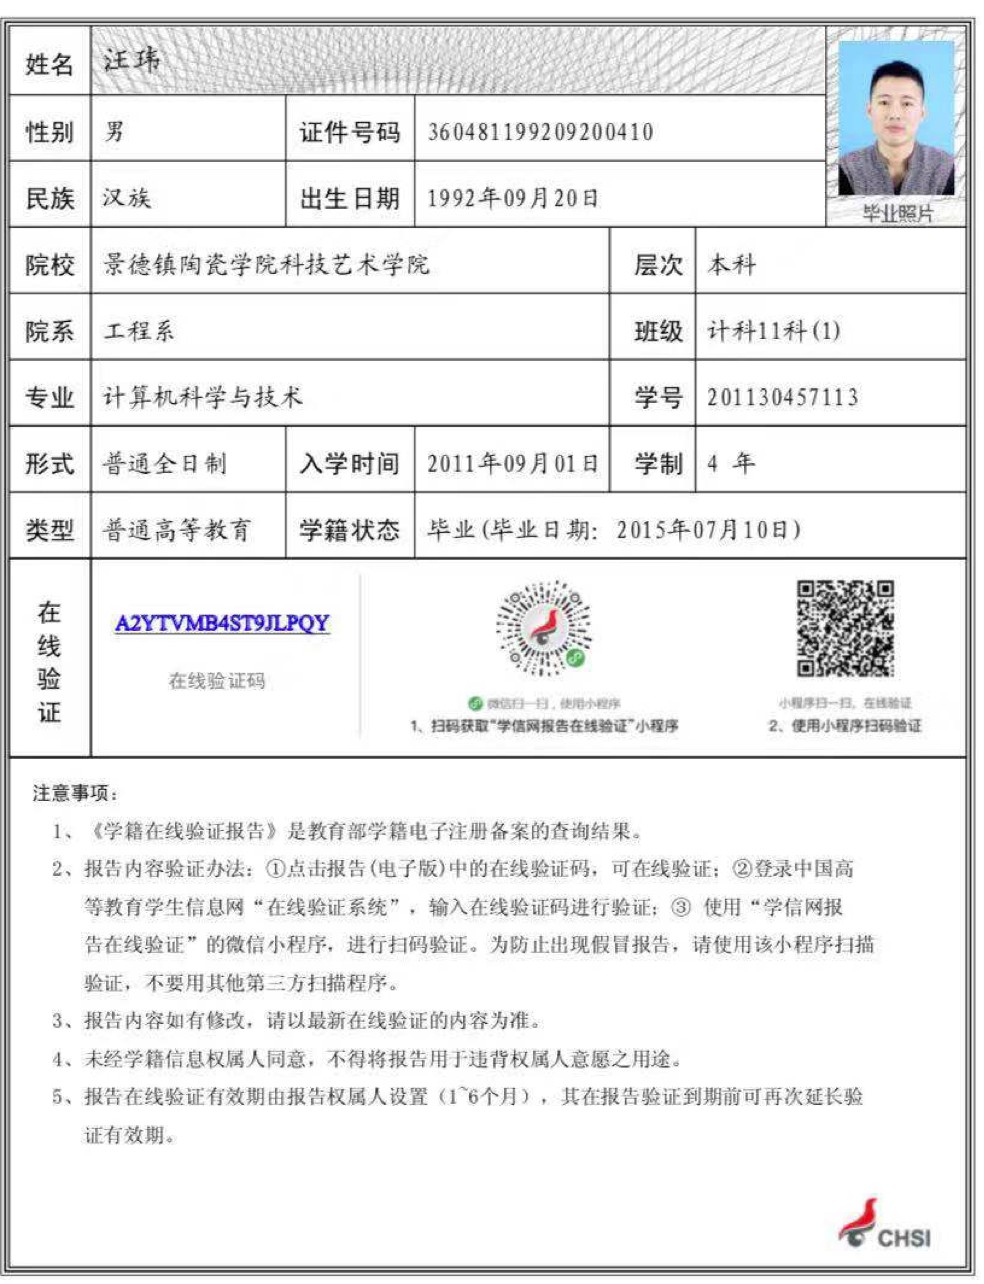 姓名 汪玮
性别 男 证件号码 360481199209200410
民族 汉族 出生日期 1992年09月20日
毕业照片
院校 景德镇陶瓷学院科技艺术学院 层次 本科
院系 工程系 班级 计科11科(1)
专业 计算机科学与技术 学号 201130457113
形式 普通全日制 入学时间 2011年09月01日 学制 4 年
类型 普通高等教育 学籍状态 毕业(毕业日期: 2015年07月10日)
在线验证
A2YTVMB4ST9JLPQY
在线验证码
微信扫一扫，使用小程序
1、扫码获取“学信网报告在线验证”小程序
小程序扫一扫，在线验证
2、使用小程序扫码验证
注意事项：
1、《学籍在线验证报告》是教育部学籍电子注册备案的查询结果。
2、报告内容验证办法：①点击报告(电子版)中的在线验证码，可在线验证；②登录中国高
等教育学生信息网“在线验证系统”，输入在线验证码进行验证；③ 使用“学信网报
告在线验证”的微信小程序，进行扫码验证。为防止出现假冒报告，请使用该小程序扫描
验证，不要用其他第三方扫描程序。
3、报告内容如有修改，请以最新在线验证的内容为准。
4、未经学籍信息权属人同意，不得将报告用于违背权属人意愿之用途。
5、报告在线验证有效期由报告权属人设置（1~6个月），其在报告验证到期前可再次延长验
证有效期。
CHSI